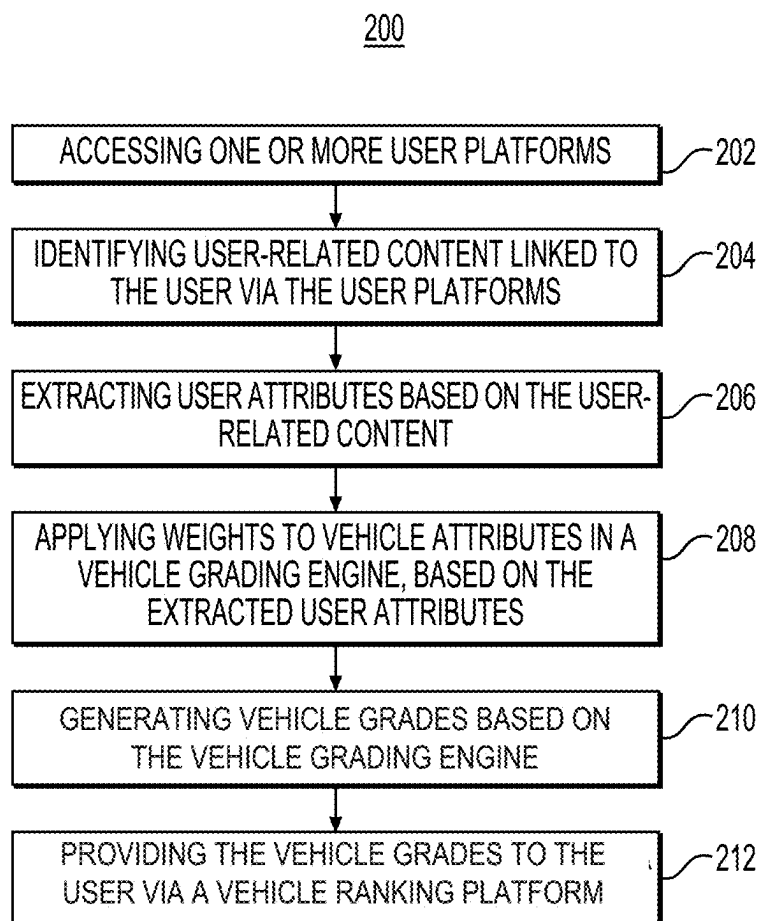 200
ACCESSING ONE OR MORE USER PLATFORMS
202
IDENTIFYING USER-RELATED CONTENT LINKED TO
THE USER VIA THE USER PLATFORMS
204
EXTRACTING USER ATTRIBUTES BASED ON THE USER-
RELATED CONTENT
206
APPLYING WEIGHTS TO VEHICLE ATTRIBUTES IN A
VEHICLE GRADING ENGINE, BASED ON THE
EXTRACTED USER ATTRIBUTES
208
GENERATING VEHICLE GRADES BASED ON
THE VEHICLE GRADING ENGINE
210
PROVIDING THE VEHICLE GRADES TO THE
USER VIA A VEHICLE RANKING PLATFORM
212